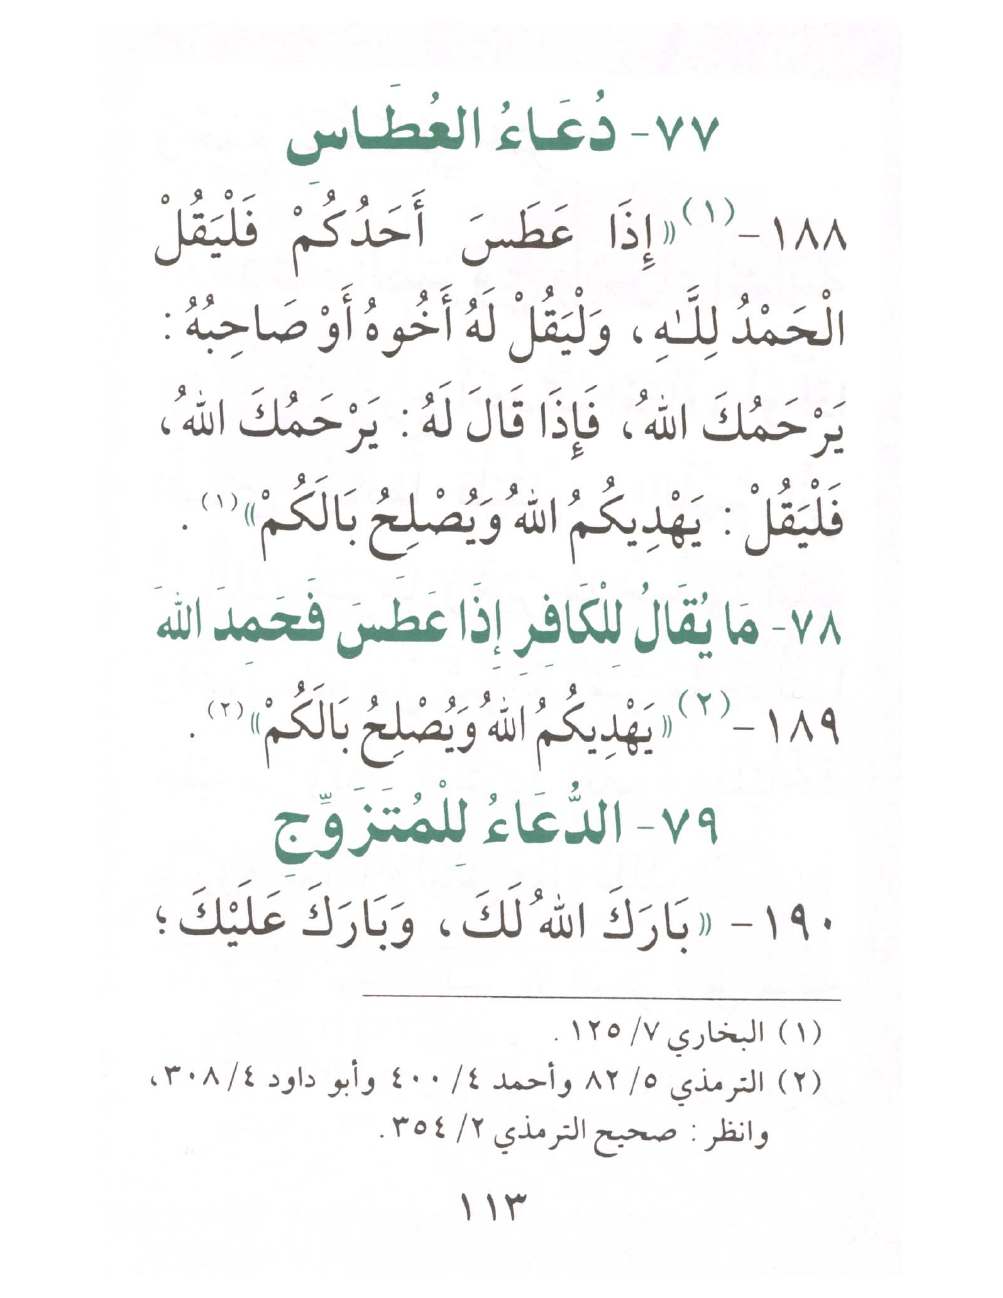 ٧٧- دُعَاءُ العُطَاسِ
١٨٨-(١)«إِذَا عَطَسَ أَحَدُكُمْ فَلْيَقُلْ
الْحَمْدُ لِلَّـٰهِ، وَلْيَقُلْ لَهُ أَخُوهُ أَوْ صَاحِبُهُ :
يَرْحَمُكَ اللهُ، فَإِذَا قَالَ لَهُ : يَرْحَمُكَ اللهُ،
فَلْيَقُلْ : يَهْدِيكُمُ اللهُ وَيُصْلِحُ بَالَكُمْ»(١) .
٧٨- مَا يُقَالُ لِلْكَافِرِ إِذَا عَطَسَ فَحَمِدَ اللهَ
١٨٩-(٢)«يَهْدِيكُمُ اللهُ وَيُصْلِحُ بَالَكُمْ»(٢) .
٧٩- الدُّعَاءُ لِلْمُتَزَوِّجِ
١٩٠- «بَارَكَ اللهُ لَكَ، وَبَارَكَ عَلَيْكَ؛
(١) البخاري ٧/ ١٢٥ .
(٢) الترمذي ٥/ ٨٢ وأحمد ٤/ ٤٠٠ وأبو داود ٤/ ٣٠٨،
وانظر : صحيح الترمذي ٢/ ٣٥٤.
١١٣